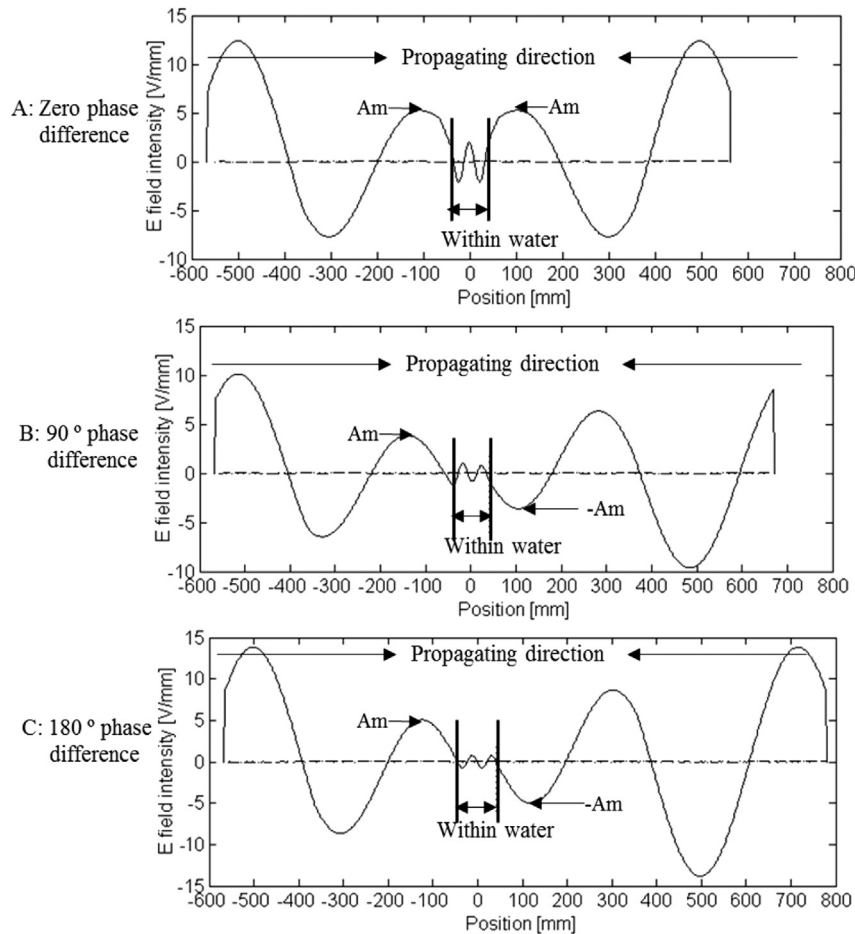 A: Zero phase
difference
E field intensity [V/mm]
15
10
5
0
-5
-10
Propagating direction
Am
Am
Within water
-600 -500 -400 -300 -200 -100 0 100 200 300 400 500 600 700 800
Position [mm]
B: 90 º phase
difference
E field intensity [V/mm]
15
10
5
0
-5
-10
Propagating direction
Am
-Am
Within water
-600 -500 -400 -300 -200 -100 0 100 200 300 400 500 600 700 800
Position [mm]
C: 180 º phase
difference
E field intensity [V/mm]
15
10
5
0
-5
-10
-15
Propagating direction
Am
-Am
Within water
-600 -500 -400 -300 -200 -100 0 100 200 300 400 500 600 700 800
Position [mm]